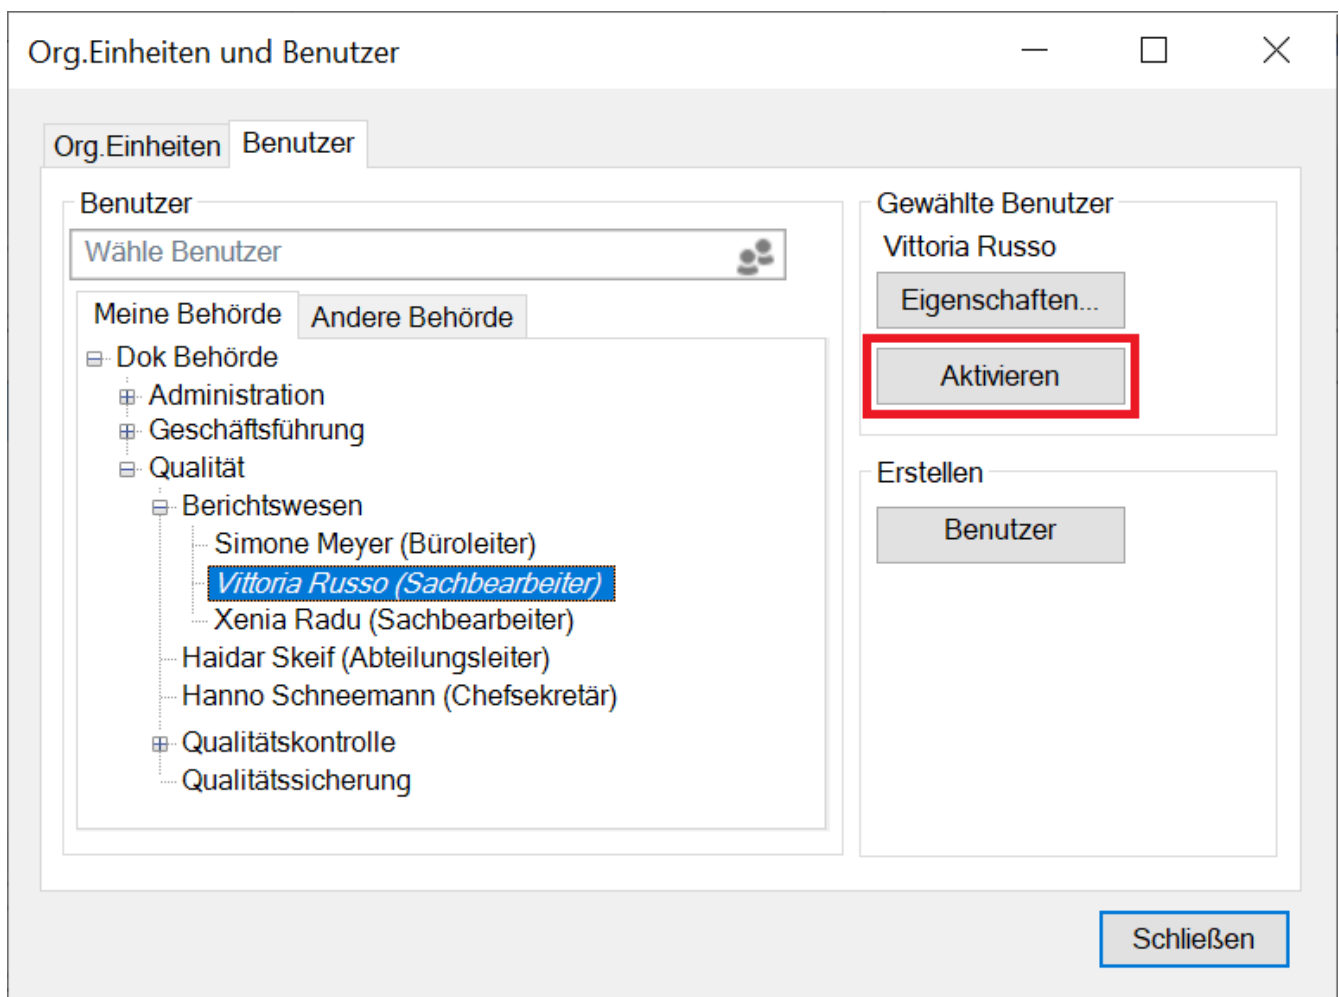 Org.Einheiten und Benutzer
Org.Einheiten
Benutzer
Benutzer
Wähle Benutzer
Meine Behörde
Andere Behörde
Dok Behörde
Administration
Geschäftsführung
Qualität
Berichtswesen
Simone Meyer (Büroleiter)
Vittoria Russo (Sachbearbeiter)
Xenia Radu (Sachbearbeiter)
Haidar Skeif (Abteilungsleiter)
Hanno Schneemann (Chefsekretär)
Qualitätskontrolle
Qualitätssicherung
Gewählte Benutzer
Vittoria Russo
Eigenschaften...
Aktivieren
Erstellen
Benutzer
Schließen